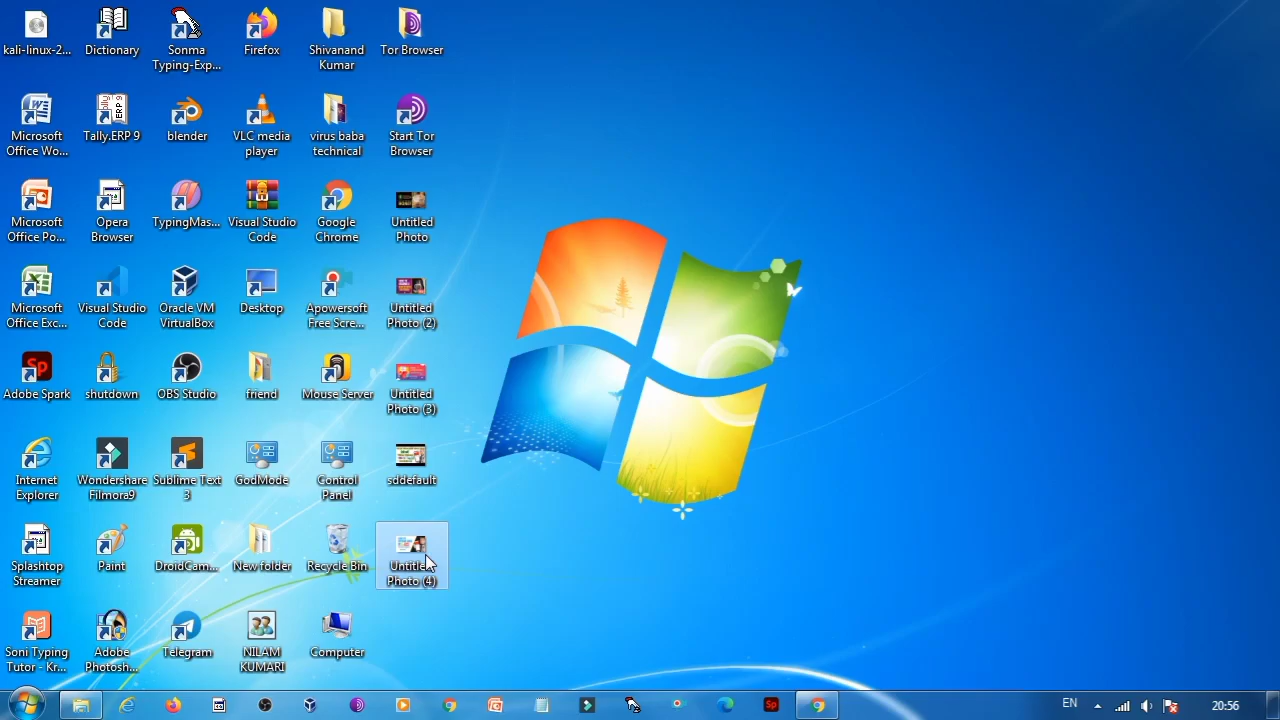 kali-linux-2...
Dictionary
Sonma
Typing-Exp...
Firefox
Shivanand
Kumar
Tor Browser
Microsoft
Office Wo...
Tally.ERP 9
blender
VLC media
player
virus baba
technical
Start Tor
Browser
Microsoft
Office Po...
Opera
Browser
TypingMas...
Visual Studio
Code
Google
Chrome
Untitled
Photo
Microsoft
Office Exc...
Visual Studio
Code
Oracle VM
VirtualBox
Desktop
Apowersoft
Free Scre...
Untitled
Photo (2)
Adobe Spark
shutdown
OBS Studio
friend
Mouse Server
Untitled
Photo (3)
Internet
Explorer
Wondershare
Filmora9
Sublime Text
3
GodMode
Control
Panel
sddefault
Splashtop
Streamer
Paint
DroidCam...
New folder
Recycle Bin
Untitled
Photo (4)
Soni Typing
Tutor - Kr...
Adobe
Photosh...
Telegram
NILAM
KUMARI
Computer
EN
20:56